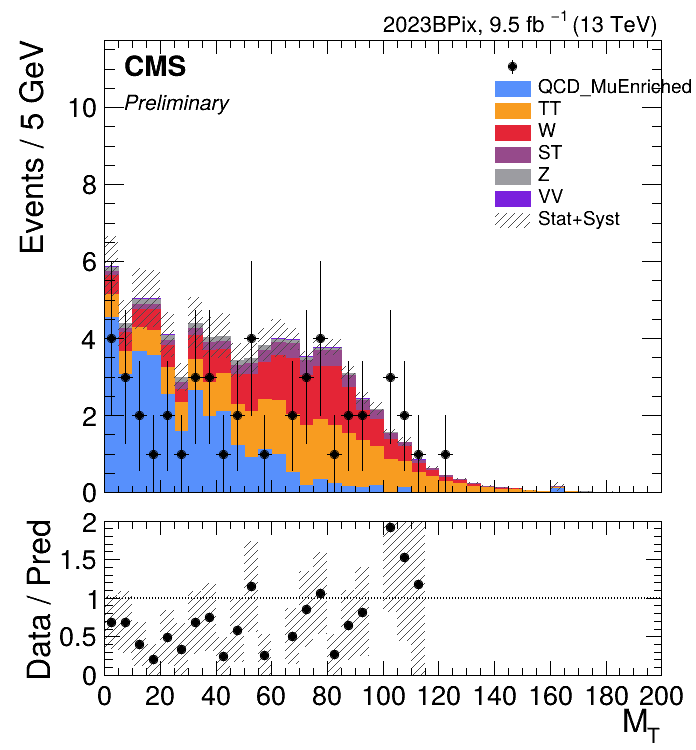 2023BPix, 9.5 fb⁻¹ (13 TeV)
CMS
Preliminary
QCD_MuEnriched
TT
W
ST
Z
VV
Stat+Syst
Events / 5 GeV
10
8
6
4
2
0
Data / Pred
2
1.5
1
0.5
0
0 20 40 60 80 100 120 140 160 180 200
M_T